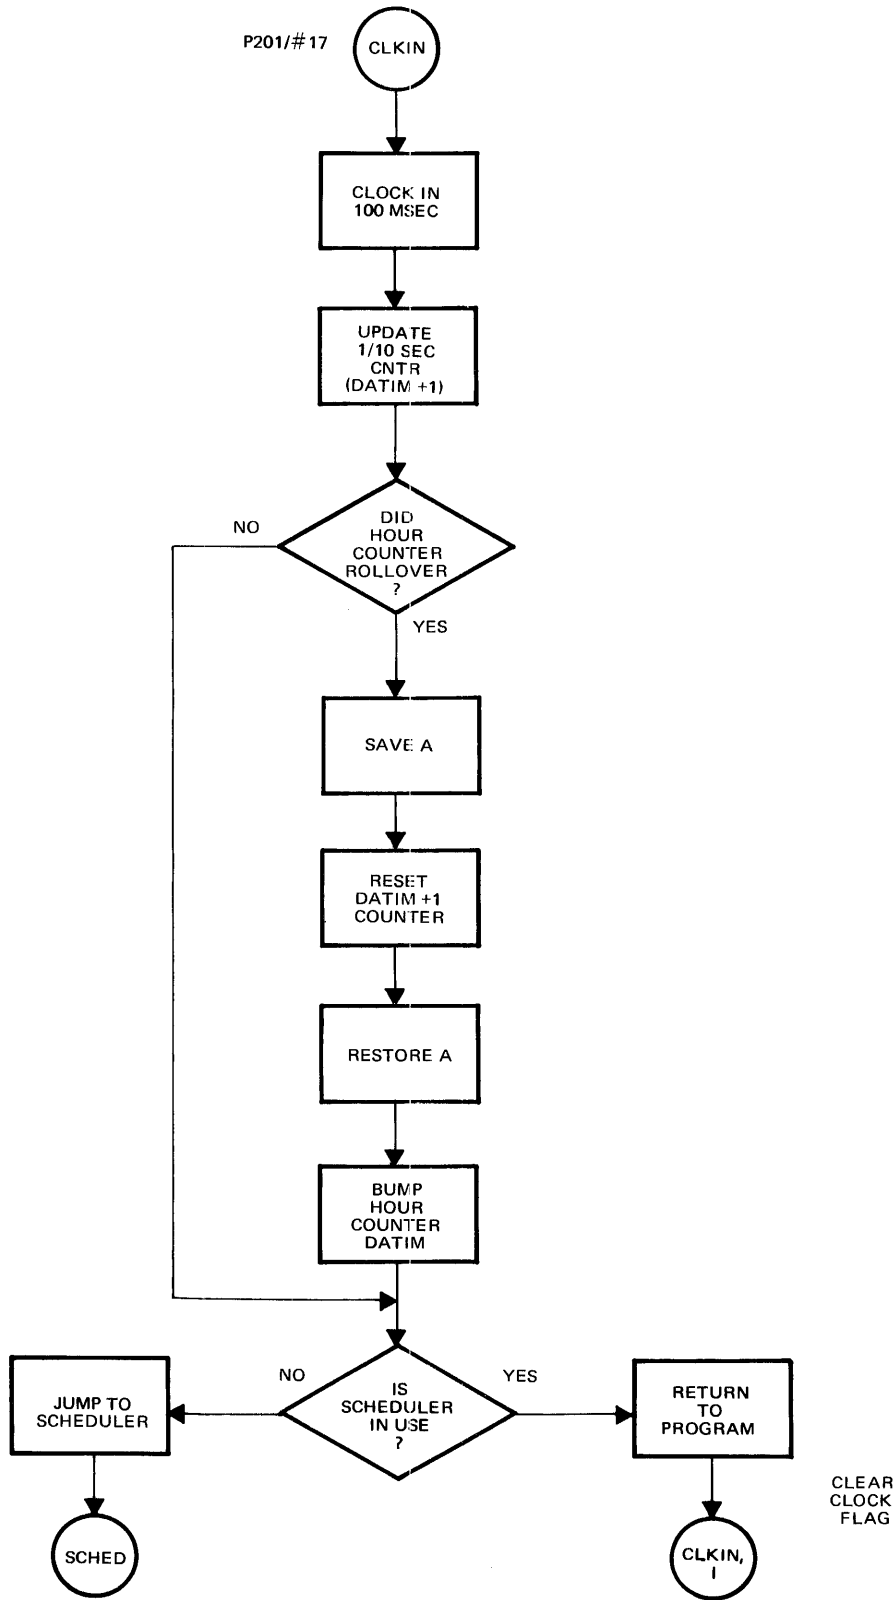 P201/#17
CLKIN
CLOCK IN
100 MSEC
UPDATE
1/10 SEC
CNTR
(DATIM +1)
DID
HOUR
COUNTER
ROLLOVER
?
NO
YES
SAVE A
RESET
DATIM +1
COUNTER
RESTORE A
BUMP
HOUR
COUNTER
DATIM
IS
SCHEDULER
IN USE
?
NO
YES
JUMP TO
SCHEDULER
RETURN
TO
PROGRAM
SCHED
CLKIN,
I
CLEAR
CLOCK
FLAG